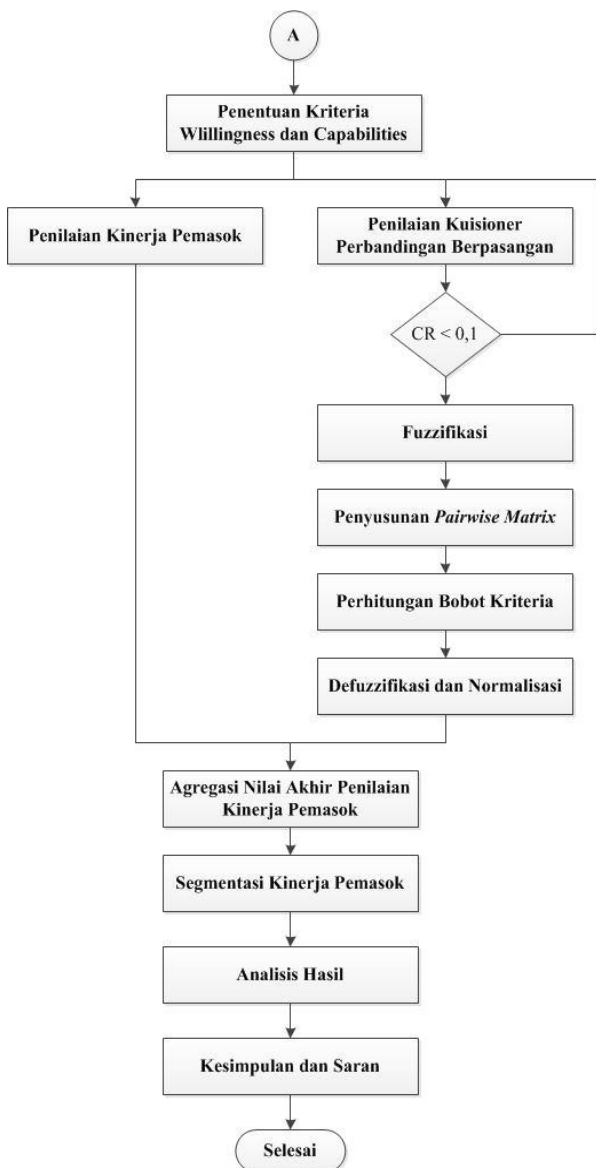 A
Penentuan Kriteria
Wlillingness dan Capabilities
Penilaian Kinerja Pemasok
Penilaian Kuisioner
Perbandingan Berpasangan
CR < 0,1
Fuzzifikasi
Penyusunan Pairwise Matrix
Perhitungan Bobot Kriteria
Defuzzifikasi dan Normalisasi
Agregasi Nilai Akhir Penilaian
Kinerja Pemasok
Segmentasi Kinerja Pemasok
Analisis Hasil
Kesimpulan dan Saran
Selesai